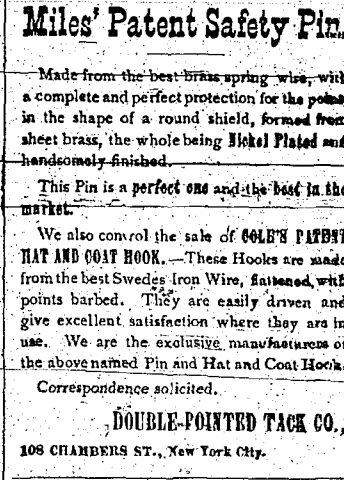 Miles' Patent Safety Pin.
Made from the best brass spring wire, with
a complete and perfect protection for the points
in the shape of a round shield, formed from
sheet brass, the whole being Nickel Plated and
handsomely finished.
This Pin is a perfect one and the best in the
market.
We also control the sale of COLE'S PATENT
HAT AND COAT HOOK.—These Hooks are made
from the best Swedes Iron Wire, flattened, with
points barbed. They are easily driven and
give excellent satisfaction where they are in
use. We are the exclusive manufacturers of
the above named Pin and Hat and Coat Hook.
Correspondence solicited.
DOUBLE-POINTED TACK CO.,
108 CHAMBERS ST., New York City.